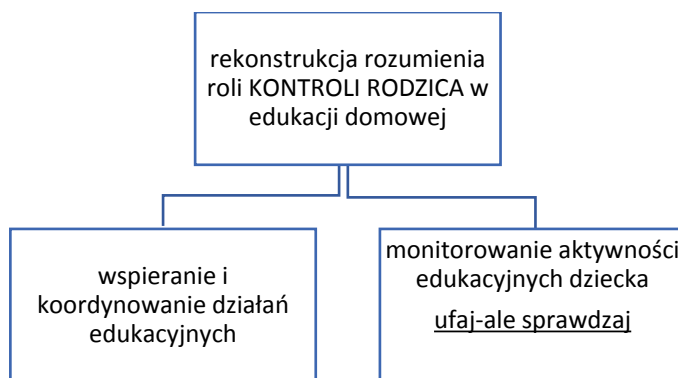 rekonstrukcja rozumienia
roli KONTROLI RODZICA w
edukacji domowej
wspieranie i
koordynowanie działań
edukacyjnych
monitorowanie aktywności
edukacyjnych dziecka
ufaj-ale sprawdzaj